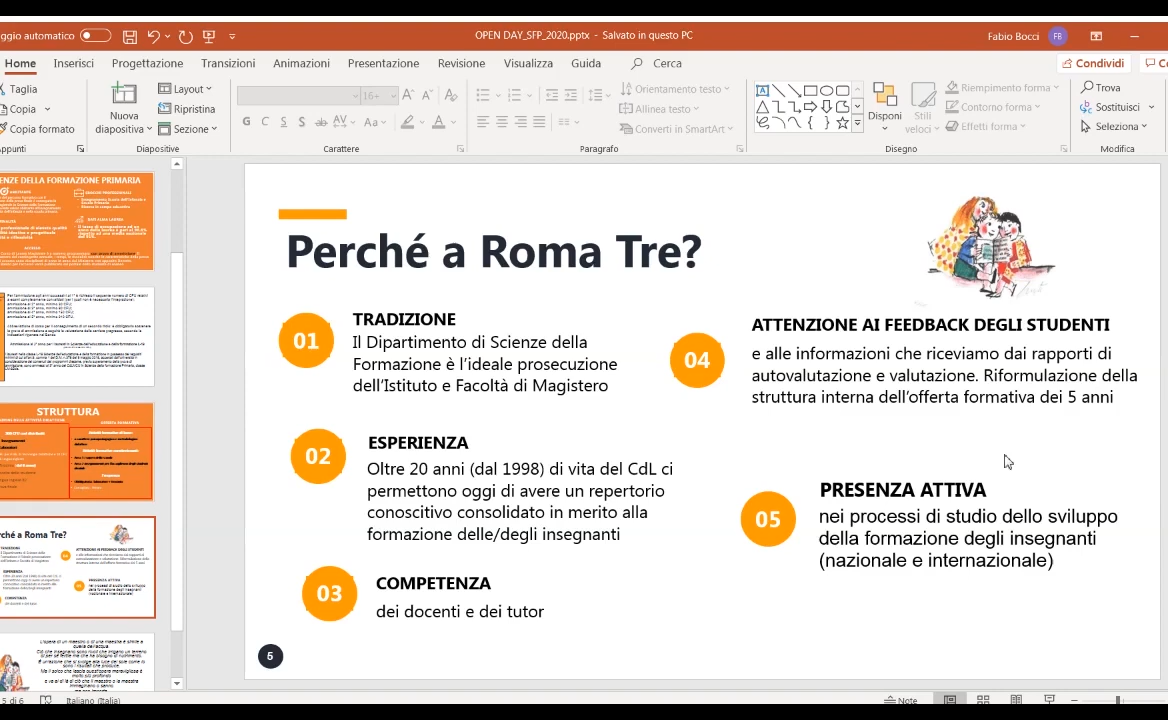 ggio automatico
OPEN DAY_SFP_2020.pptx - Salvato in questo PC
Fabio Bocci
FB
Home Inserisci Progettazione Transizioni Animazioni Presentazione Revisione Visualizza Guida Cerca
Condividi
Taglia
Copia
Copia formato
Appunti
Nuova
diapositiva
Layout
Ripristina
Sezione
Diapositive
16+
G C S S ab AV Aa A
Carattere
Orientamento testo
Allinea testo
Converti in SmartArt
Paragrafo
Disponi
Stili
veloci
Riempimento forma
Contorno forma
Effetti forma
Disegno
Trova
Sostituisci
Seleziona
Modifica
ENZE DELLA FORMAZIONE PRIMARIA
STRUTTURA
Perché a Roma Tre?
01
TRADIZIONE
Il Dipartimento di Scienze della
Formazione è l'ideale prosecuzione
dell'Istituto e Facoltà di Magistero
02
ESPERIENZA
Oltre 20 anni (dal 1998) di vita del CdL ci
permettono oggi di avere un repertorio
conoscitivo consolidato in merito alla
formazione delle/degli insegnanti
03
COMPETENZA
dei docenti e dei tutor
04
ATTENZIONE AI FEEDBACK DEGLI STUDENTI
e alle informazioni che riceviamo dai rapporti di
autovalutazione e valutazione. Riformulazione della
struttura interna dell'offerta formativa dei 5 anni
05
PRESENZA ATTIVA
nei processi di studio dello sviluppo
della formazione degli insegnanti
(nazionale e internazionale)
5
5 di 6
Italiano (Italia)
Note